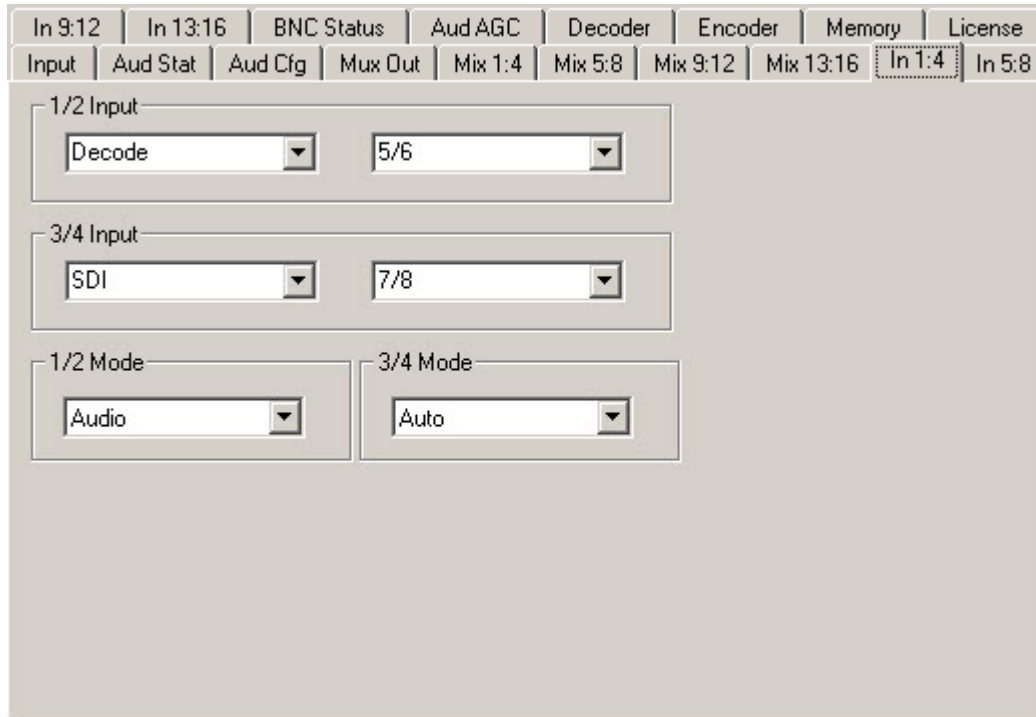 In 9:12 In 13:16 BNC Status Aud AGC Decoder Encoder Memory License
Input Aud Stat Aud Cfg Mux Out Mix 1:4 Mix 5:8 Mix 9:12 Mix 13:16 In 1:4 In 5:8
1/2 Input
Decode 5/6
3/4 Input
SDI 7/8
1/2 Mode 3/4 Mode
Audio Auto